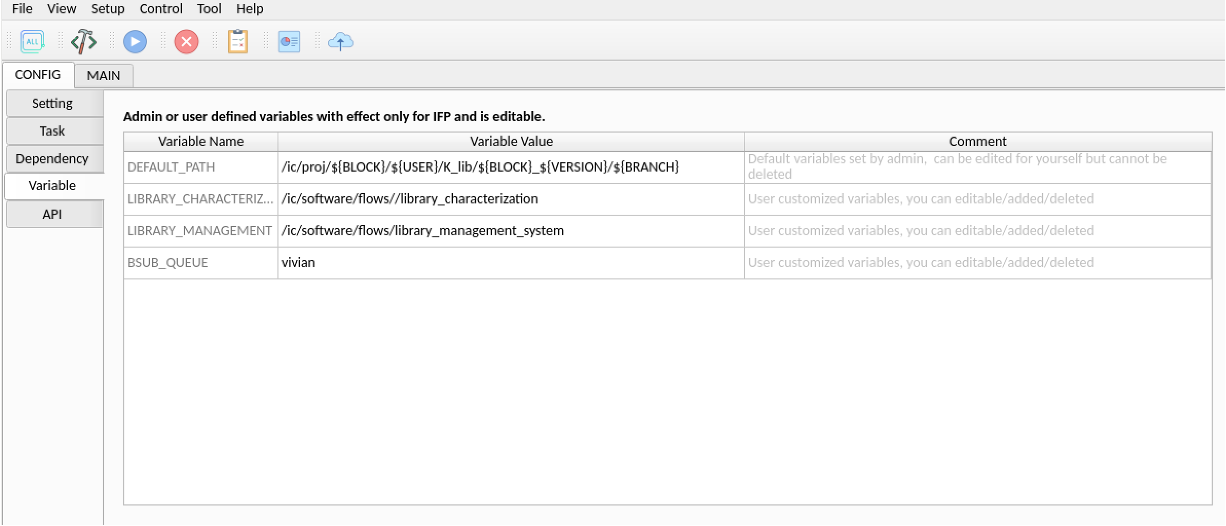 File View Setup Control Tool Help
ALL
CONFIG MAIN
Setting
Task
Dependency
Variable
API
Admin or user defined variables with effect only for IFP and is editable.
Variable Name Variable Value Comment
DEFAULT_PATH /ic/proj/${BLOCK}/${USER}/K_lib/${BLOCK}_${VERSION}/${BRANCH} Default variables set by admin, can be edited for yourself but cannot be
deleted
LIBRARY_CHARACTERIZ... /ic/software/flows//library_characterization User customized variables, you can editable/added/deleted
LIBRARY_MANAGEMENT /ic/software/flows/library_management_system User customized variables, you can editable/added/deleted
BSUB_QUEUE vivian User customized variables, you can editable/added/deleted